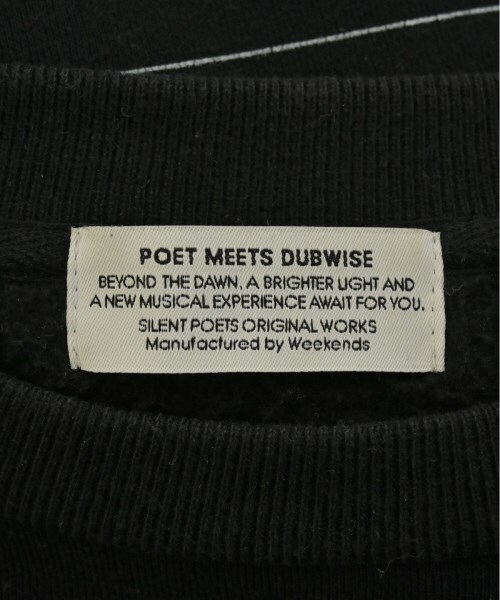 POET MEETS DUBWISE
BEYOND THE DAWN, A BRIGHTER LIGHT AND
A NEW MUSICAL EXPERIENCE AWAIT FOR YOU.
SILENT POETS ORIGINAL WORKS
Manufactured by Weekends